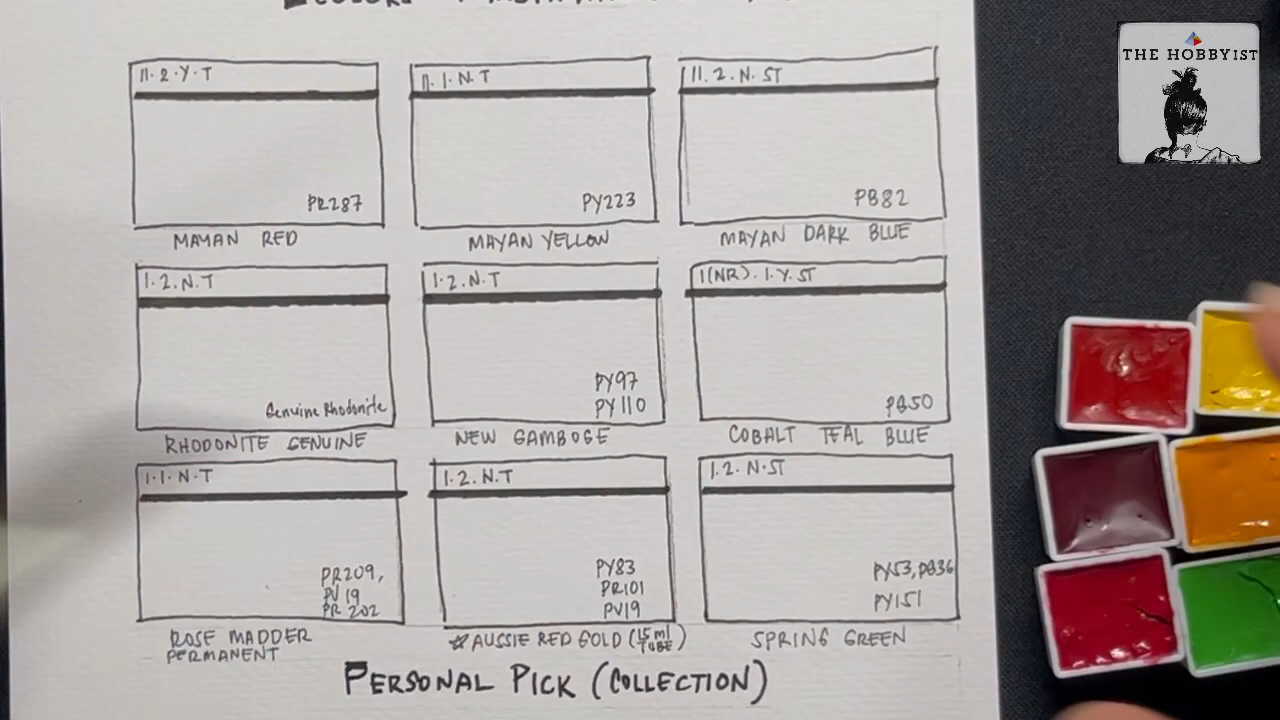 THE HOBBYIST
11.2.Y.T
11.1.N.T
11.2.N.ST
PR287
PY223
PB82
MAYAN RED
MAYAN YELLOW
MAYAN DARK BLUE
1.2.N.T
1.2.N.T
1(NR).1.Y.ST
Genuine Rhodonite
PY97
PY110
PB50
RHODONITE GENUINE
NEW GAMBOGE
COBALT TEAL BLUE
1.1.N.T
1.2.N.T
1.2.N.ST
PR209,
PV19
PR202
PY83
PR101
PV19
PY53, PB36
PY151
ROSE MADDER
PERMANENT
☆AUSSIE RED GOLD (15ml TUBE)
SPRING GREEN
PERSONAL PICK (COLLECTION)